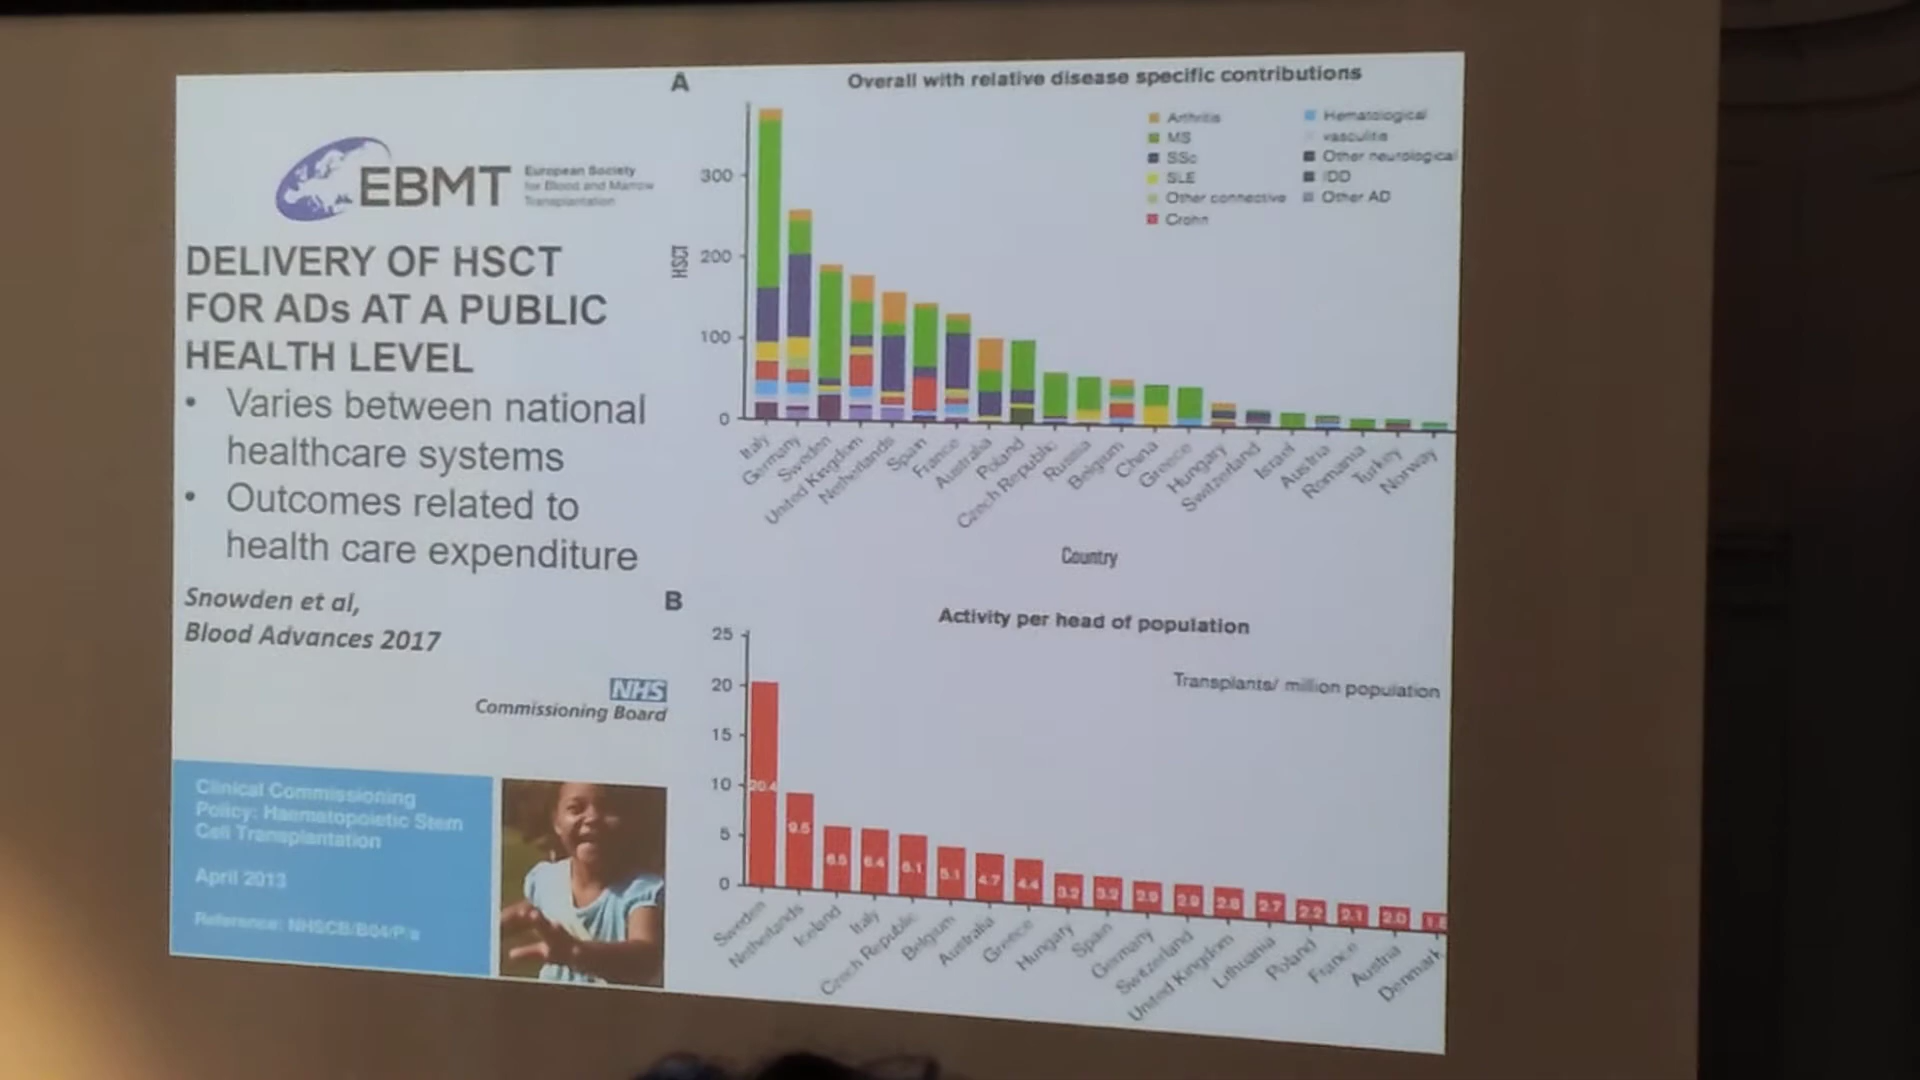 EBMT
European Society
for Blood and Marrow
Transplantation
DELIVERY OF HSCT
FOR ADs AT A PUBLIC
HEALTH LEVEL
• Varies between national
healthcare systems
• Outcomes related to
health care expenditure
Snowden et al,
Blood Advances 2017
NHS
Commissioning Board
Clinical Commissioning
Policy: Haematopoietic Stem
Cell Transplantation
April 2013
Reference: NHSCB/B04/P/a
A
Overall with relative disease specific contributions
Arthritis
MS
SSc
SLE
Other connective
Crohn
Hematological
vasculitis
Other neurological
IDD
Other AD
HSCT
300
200
100
0
Italy
Germany
Sweden
United Kingdom
Netherlands
Spain
France
Australia
Poland
Czech Republic
Russia
Belgium
China
Greece
Hungary
Switzerland
Israel
Austria
Romania
Turkey
Norway
Country
B
Activity per head of population
Transplants/ million population
25
20
15
10
5
0
20.4
9.5
6.5
6.4
6.1
5.1
4.7
4.4
3.2
3.2
2.9
2.9
2.8
2.7
2.2
2.1
2.0
Sweden
Netherlands
Iceland
Italy
Czech Republic
Belgium
Australia
Greece
Hungary
Spain
Germany
Switzerland
United Kingdom
Lithuania
Poland
France
Austria
Denmark